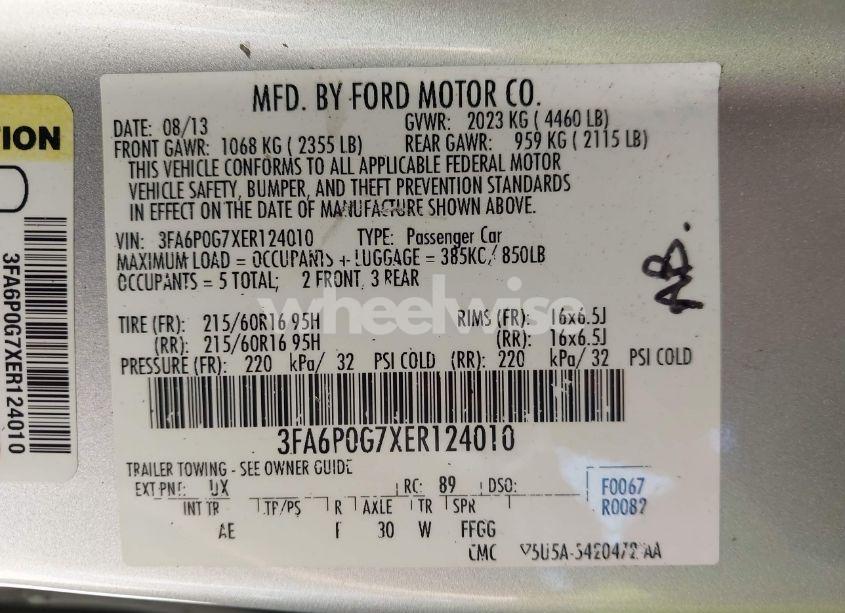 MFD. BY FORD MOTOR CO.
DATE: 08/13 GVWR: 2023 KG ( 4460 LB)
FRONT GAWR: 1068 KG ( 2355 LB) REAR GAWR: 959 KG ( 2115 LB)
THIS VEHICLE CONFORMS TO ALL APPLICABLE FEDERAL MOTOR
VEHICLE SAFETY, BUMPER, AND THEFT PREVENTION STANDARDS
IN EFFECT ON THE DATE OF MANUFACTURE SHOWN ABOVE.
VIN: 3FA6P0G7XER124010 TYPE: Passenger Car
MAXIMUM LOAD = OCCUPANTS + LUGGAGE = 385KG/ 850LB
OCCUPANTS = 5 TOTAL; 2 FRONT, 3 REAR
wheelwise
TIRE (FR): 215/60R16 95H RIMS (FR): 16x6.5J
(RR): 215/60R16 95H (RR): 16x6.5J
PRESSURE (FR): 220 kPa/ 32 PSI COLD (RR): 220 kPa/ 32 PSI COLD
3FA6P0G7XER124010
TRAILER TOWING - SEE OWNER GUIDE
EXT PNT: UX RC: 89 DSO:
INT TR TP/PS R AXLE TR SPR
AE F 30 W FFGG
F0067
R0082
TION
3FA6P0G7XER124010